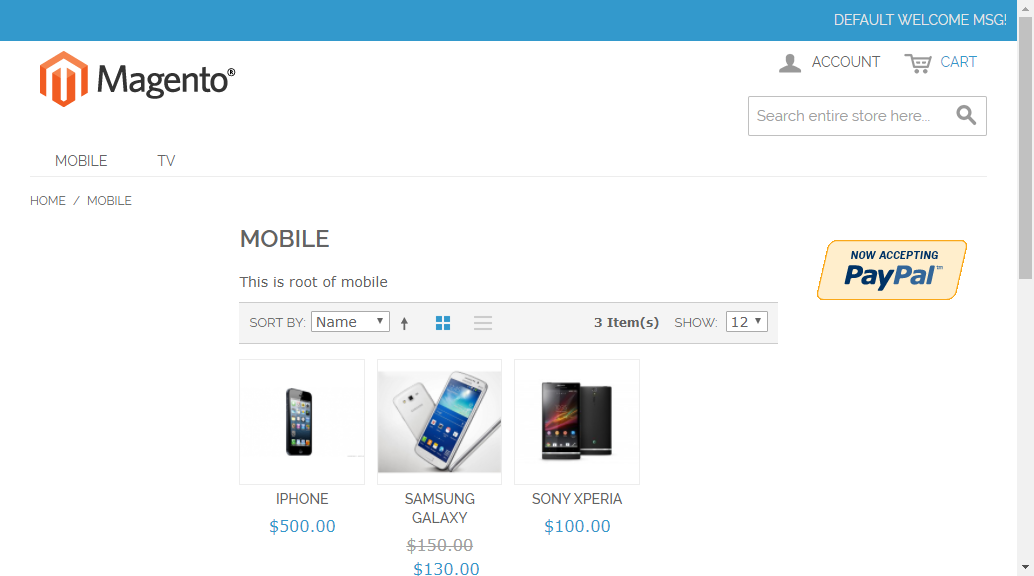 DEFAULT WELCOME MSG!
Magento®
ACCOUNT
CART
Search entire store here...
MOBILE
TV
HOME / MOBILE
MOBILE
NOW ACCEPTING
PayPal™
This is root of mobile
SORT BY: Name
3 Item(s)
SHOW: 12
IPHONE
$500.00
SAMSUNG
GALAXY
$150.00
$130.00
SONY XPERIA
$100.00